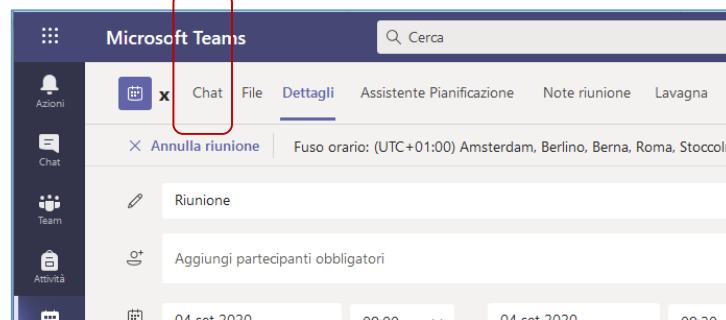 Microsoft Teams
Cerca
Azioni
x Chat File Dettagli Assistente Pianificazione Note riunione Lavagna
Chat
Annulla riunione Fuso orario: (UTC+01:00) Amsterdam, Berlino, Berna, Roma, Stoccol
Team
Riunione
Attività
Aggiungi partecipanti obbligatori
04 set 2020 04 set 2020